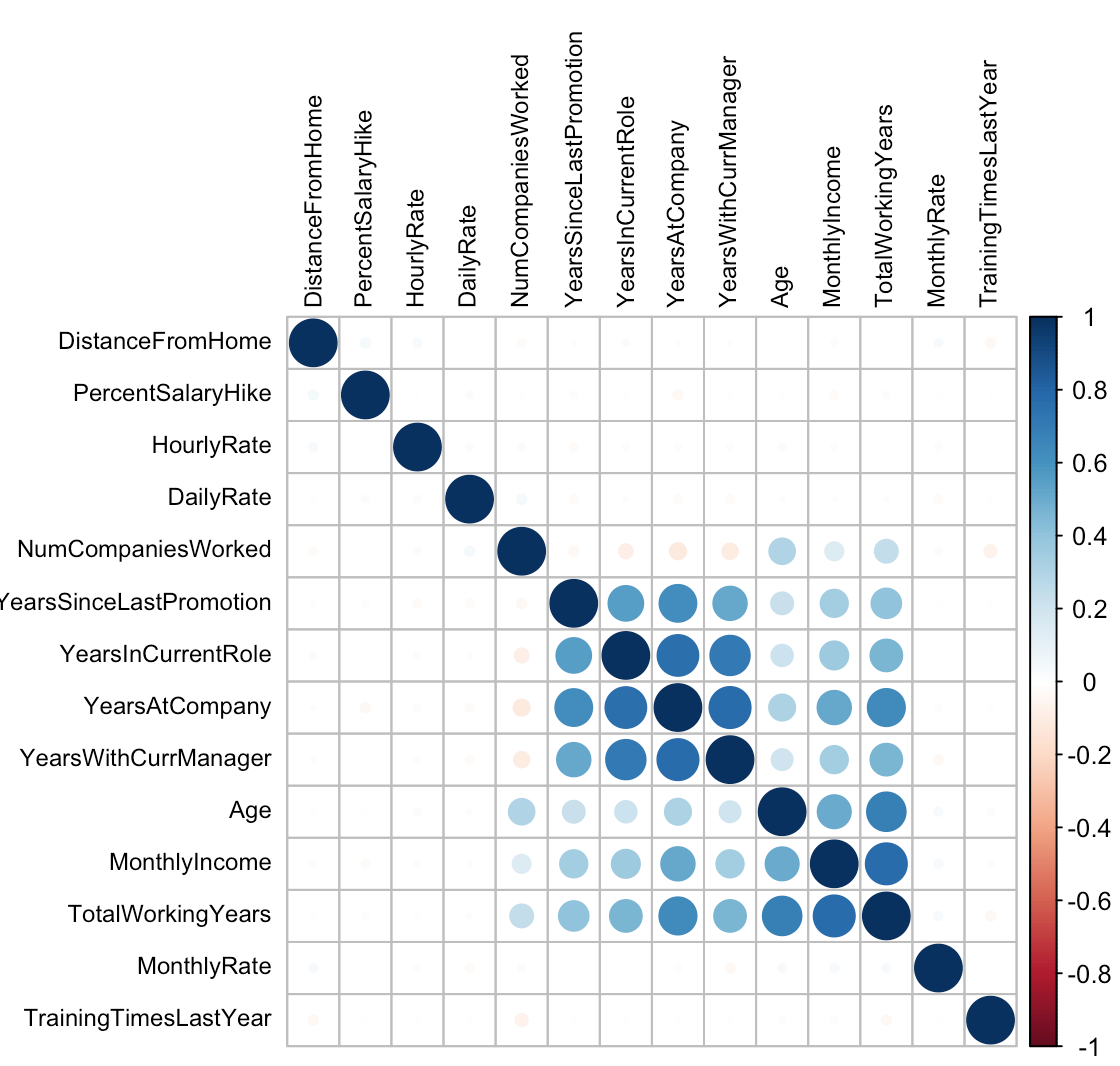 DistanceFromHome
PercentSalaryHike
HourlyRate
DailyRate
NumCompaniesWorked
YearsSinceLastPromotion
YearsInCurrentRole
YearsAtCompany
YearsWithCurrManager
Age
MonthlyIncome
TotalWorkingYears
MonthlyRate
TrainingTimesLastYear
DistanceFromHome
PercentSalaryHike
HourlyRate
DailyRate
NumCompaniesWorked
YearsSinceLastPromotion
YearsInCurrentRole
YearsAtCompany
YearsWithCurrManager
Age
MonthlyIncome
TotalWorkingYears
MonthlyRate
TrainingTimesLastYear
1
0.8
0.6
0.4
0.2
0
-0.2
-0.4
-0.6
-0.8
-1